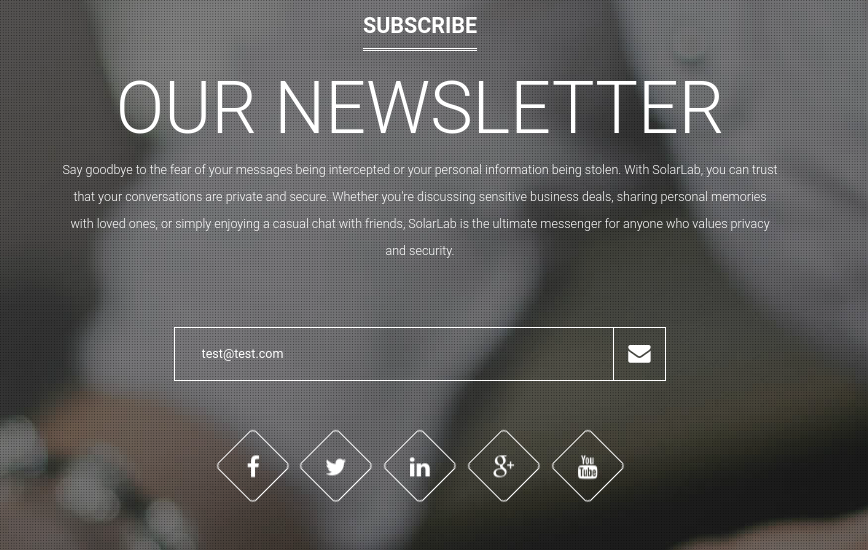 SUBSCRIBE
OUR NEWSLETTER
Say goodbye to the fear of your messages being intercepted or your personal information being stolen. With SolarLab, you can trust
that your conversations are private and secure. Whether you're discussing sensitive business deals, sharing personal memories
with loved ones, or simply enjoying a casual chat with friends, SolarLab is the ultimate messenger for anyone who values privacy
and security.
test@test.com
f in g+ You
Tube